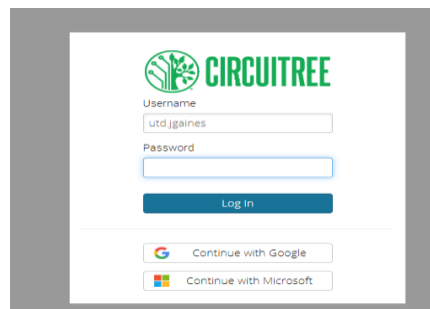 CIRCUITREE
Username
utd.jgaines
Password
Log In
Continue with Google
Continue with Microsoft